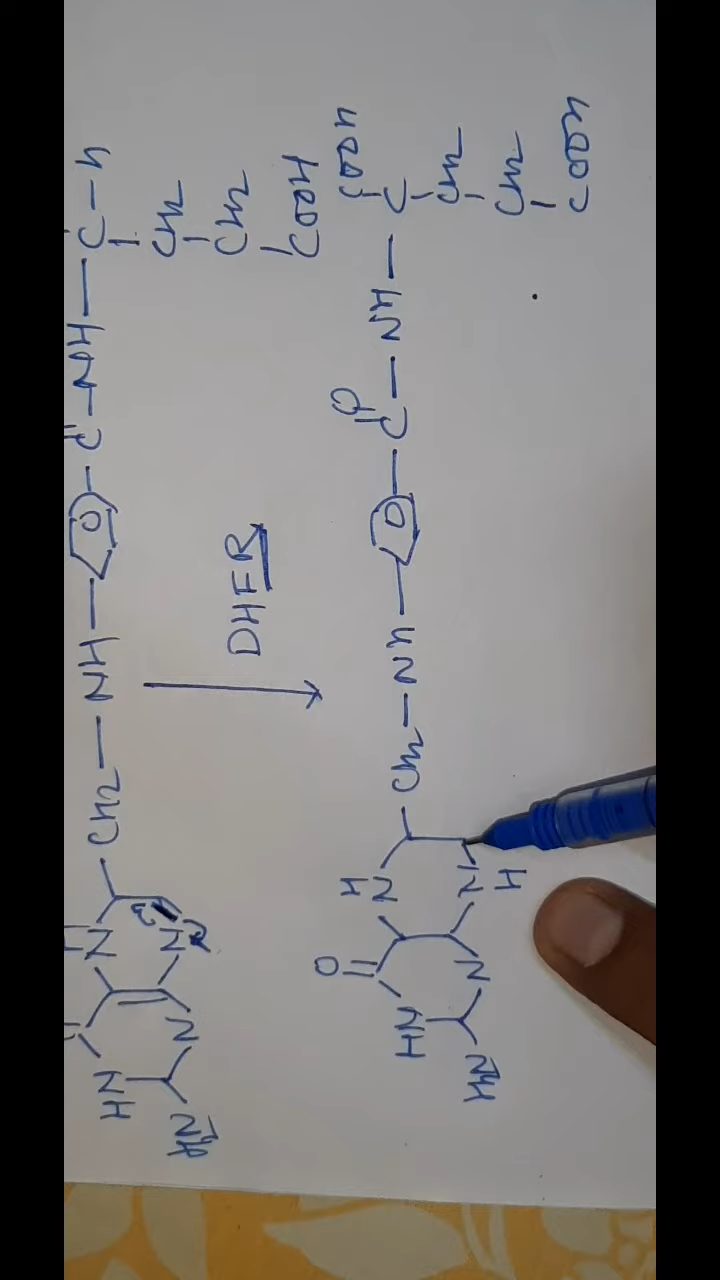 HN N CH2 — NH — C — NH — C — H
CH2
N N
H2N
CH2
COOH
DHFR
O O COOH
H
HN N CH2 — NH — C — NH — C
CH2
N N
H2N
H
CH2
COOH